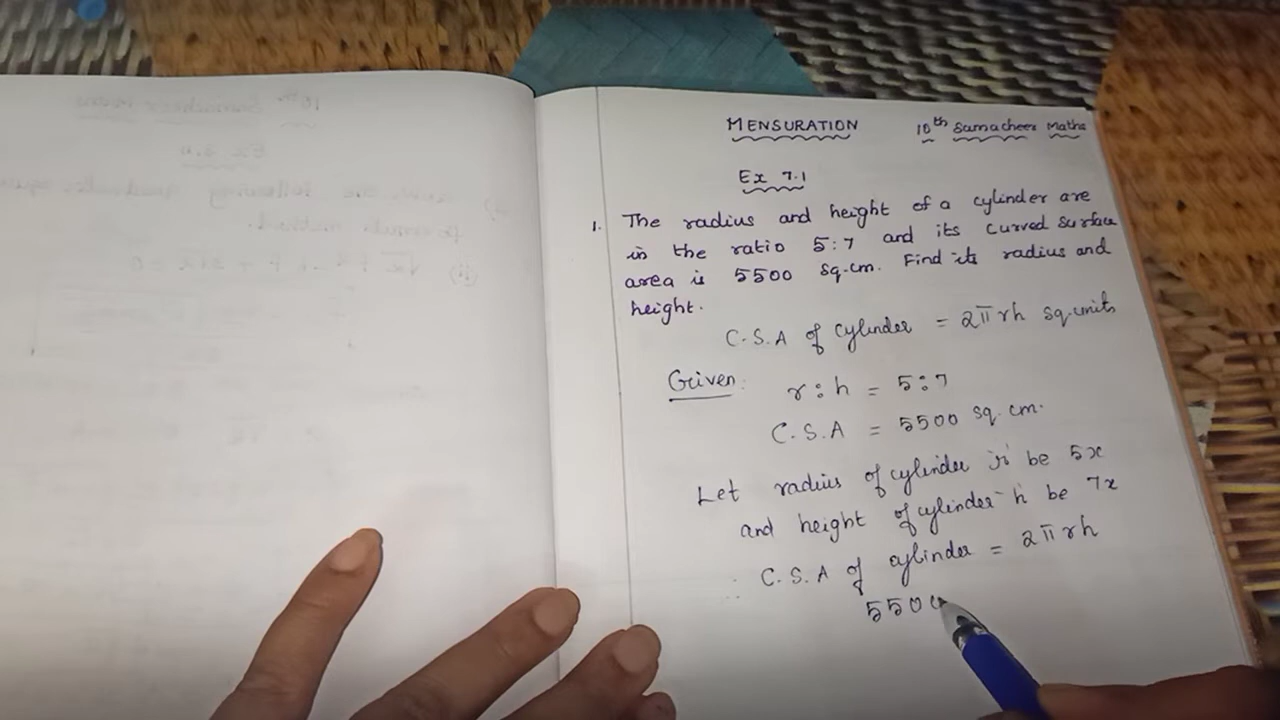 MENSURATION 10th Samacheer Maths
Ex 7.1
1. The radius and height of a cylinder are
in the ratio 5:7 and its curved surface
area is 5500 sq.cm. Find its radius and
height.
C.S.A of cylinder = 2πrh sq.units
Given: r:h = 5:7
C.S.A = 5500 sq.cm.
Let radius of cylinder 'r' be 5x
and height of cylinder 'h' be 7x
∴ C.S.A of cylinder = 2πrh
5500